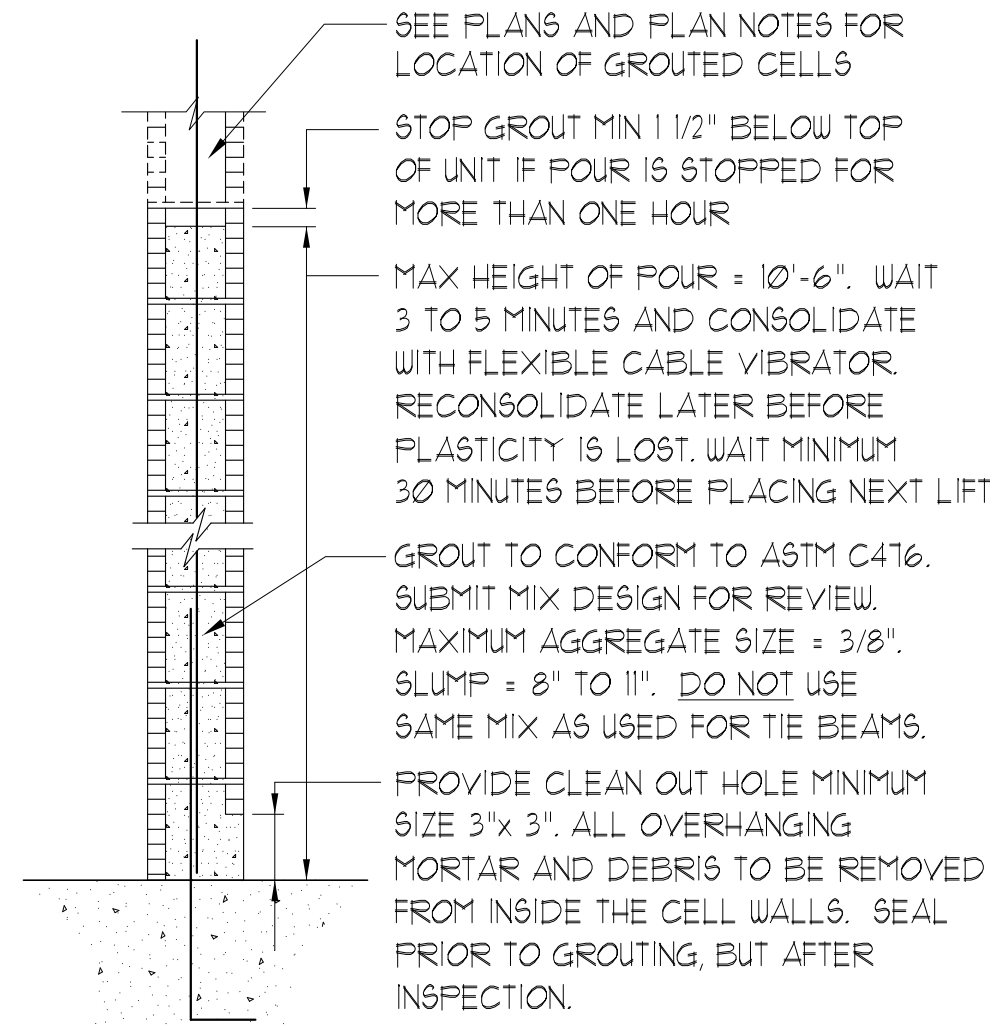 SEE PLANS AND PLAN NOTES FOR
LOCATION OF GROUTED CELLS
STOP GROUT MIN 1 1/2" BELOW TOP
OF UNIT IF POUR IS STOPPED FOR
MORE THAN ONE HOUR
MAX HEIGHT OF POUR = 10'-6". WAIT
3 TO 5 MINUTES AND CONSOLIDATE
WITH FLEXIBLE CABLE VIBRATOR.
RECONSOLIDATE LATER BEFORE
PLASTICITY IS LOST. WAIT MINIMUM
30 MINUTES BEFORE PLACING NEXT LIFT
GROUT TO CONFORM TO ASTM C476.
SUBMIT MIX DESIGN FOR REVIEW.
MAXIMUM AGGREGATE SIZE = 3/8".
SLUMP = 8" TO 11". DO NOT USE
SAME MIX AS USED FOR TIE BEAMS.
PROVIDE CLEAN OUT HOLE MINIMUM
SIZE 3"x 3". ALL OVERHANGING
MORTAR AND DEBRIS TO BE REMOVED
FROM INSIDE THE CELL WALLS. SEAL
PRIOR TO GROUTING, BUT AFTER
INSPECTION.